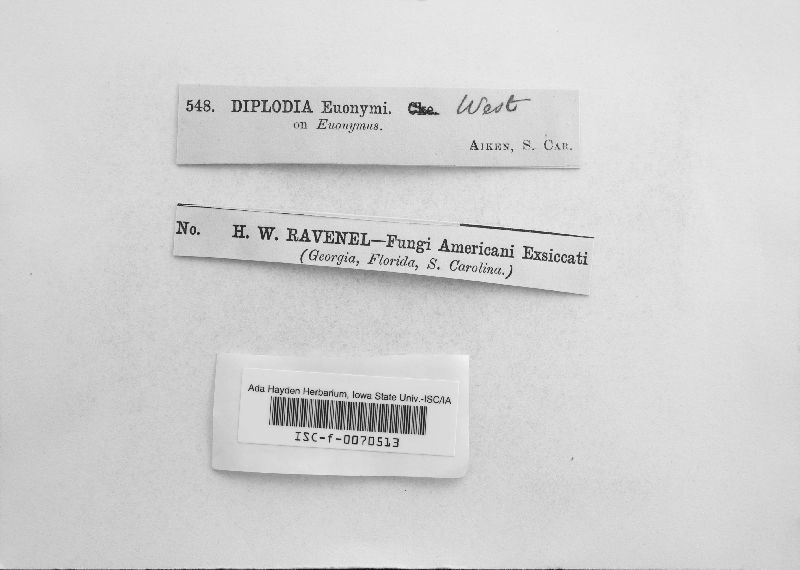 548. DIPLODIA Euonymi. Cke. West
on Euonymus.
AIKEN, S. CAR.
No. H. W. RAVENEL—Fungi Americani Exsiccati
(Georgia, Florida, S. Carolina.)
Ada Hayden Herbarium, Iowa State Univ.-ISC/IA
ISC-f-0070513